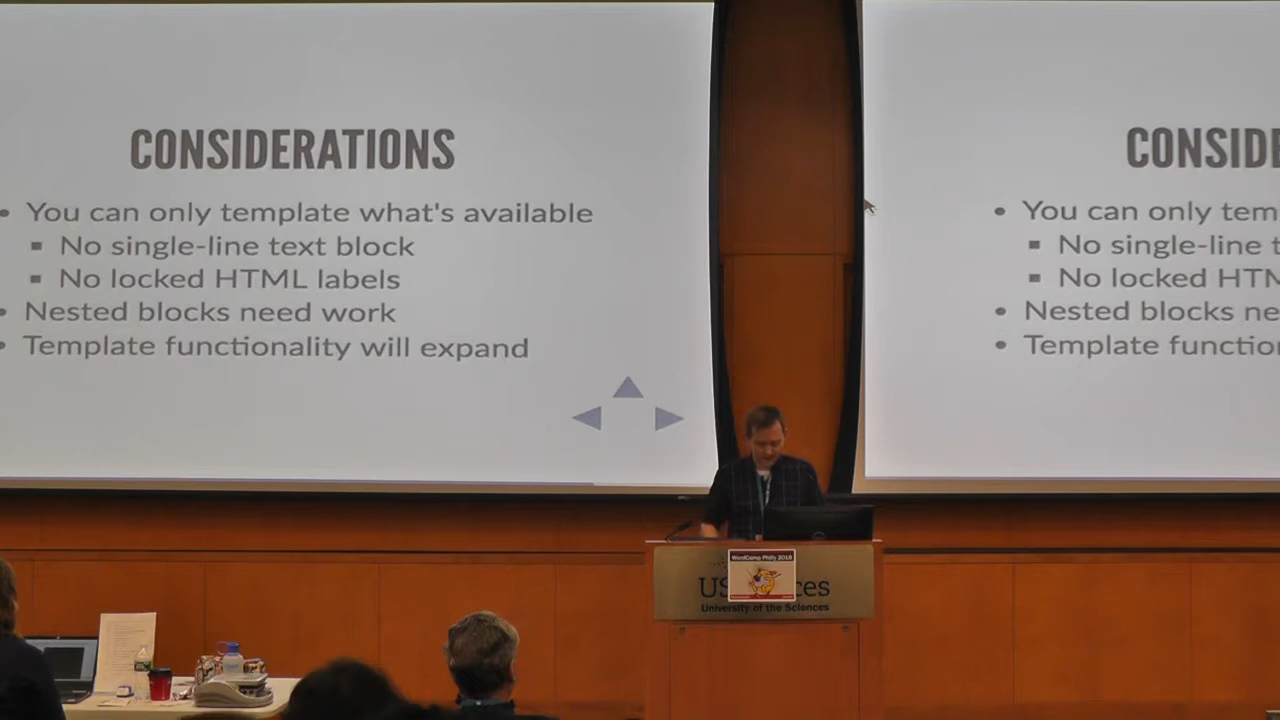 CONSIDERATIONS
You can only template what's available
No single-line text block
No locked HTML labels
Nested blocks need work
Template functionality will expand
CONSIDE
You can only tem
No single-line t
No locked HTM
Nested blocks ne
Template function
WordCamp Philly 2018
US ces
University of the Sciences